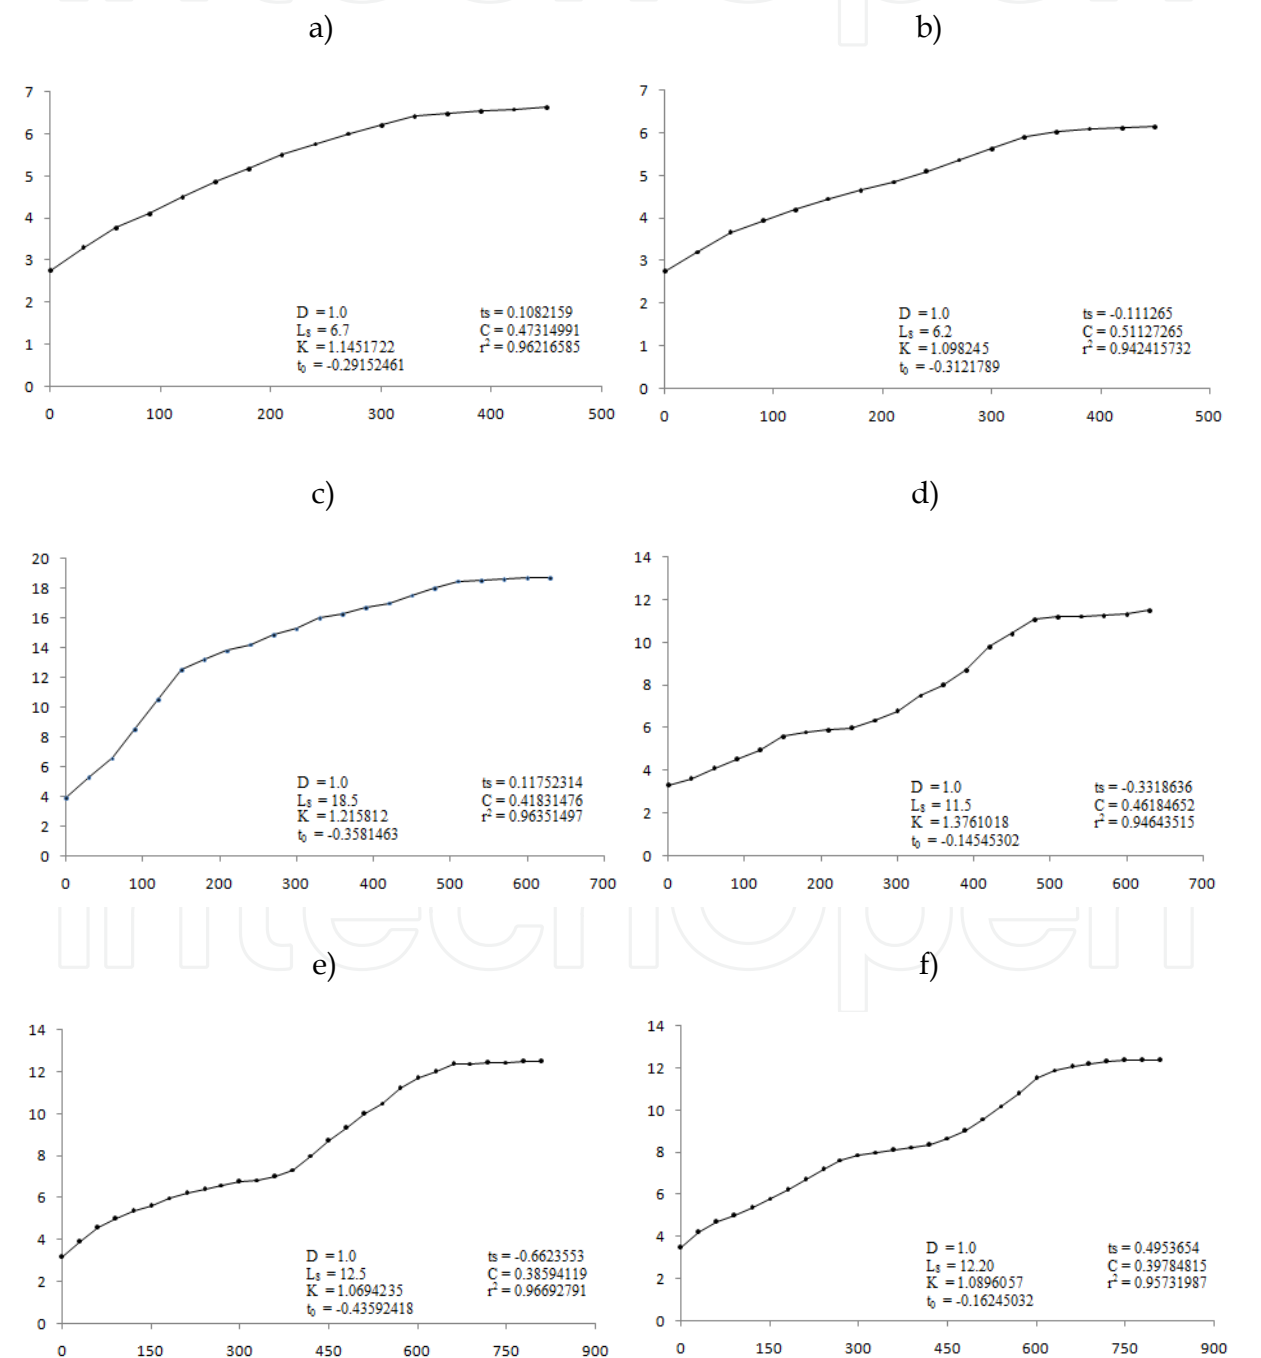 a)
b)
7
6
5
4
3
2
1
0
D = 1.0
ts = 0.1082159
L₈ = 6.7
C = 0.47314991
K = 1.1451722
r² = 0.96216585
t₀ = -0.29152461
0 100 200 300 400 500
7
6
5
4
3
2
1
0
D = 1.0
ts = -0.111265
L₈ = 6.2
C = 0.51127265
K = 1.098245
r² = 0.942415732
t₀ = -0.3121789
0 100 200 300 400 500
c)
d)
20
18
16
14
12
10
8
6
4
2
0
D = 1.0
ts = 0.11752314
L₈ = 18.5
C = 0.41831476
K = 1.215812
r² = 0.96351497
t₀ = -0.3581463
0 100 200 300 400 500 600 700
14
12
10
8
6
4
2
0
D = 1.0
ts = -0.3318636
L₈ = 11.5
C = 0.46184652
K = 1.3761018
r² = 0.94643515
t₀ = -0.14545302
0 100 200 300 400 500 600 700
intechopen
e)
f)
14
12
10
8
6
4
2
0
D = 1.0
ts = -0.6623553
L₈ = 12.5
C = 0.38594119
K = 1.0694235
r² = 0.96692791
t₀ = -0.43592418
0 150 300 450 600 750 900
14
12
10
8
6
4
2
0
D = 1.0
ts = 0.4953654
L₈ = 12.20
C = 0.39784815
K = 1.0896057
r² = 0.95731987
t₀ = -0.16245032
0 150 300 450 600 750 900